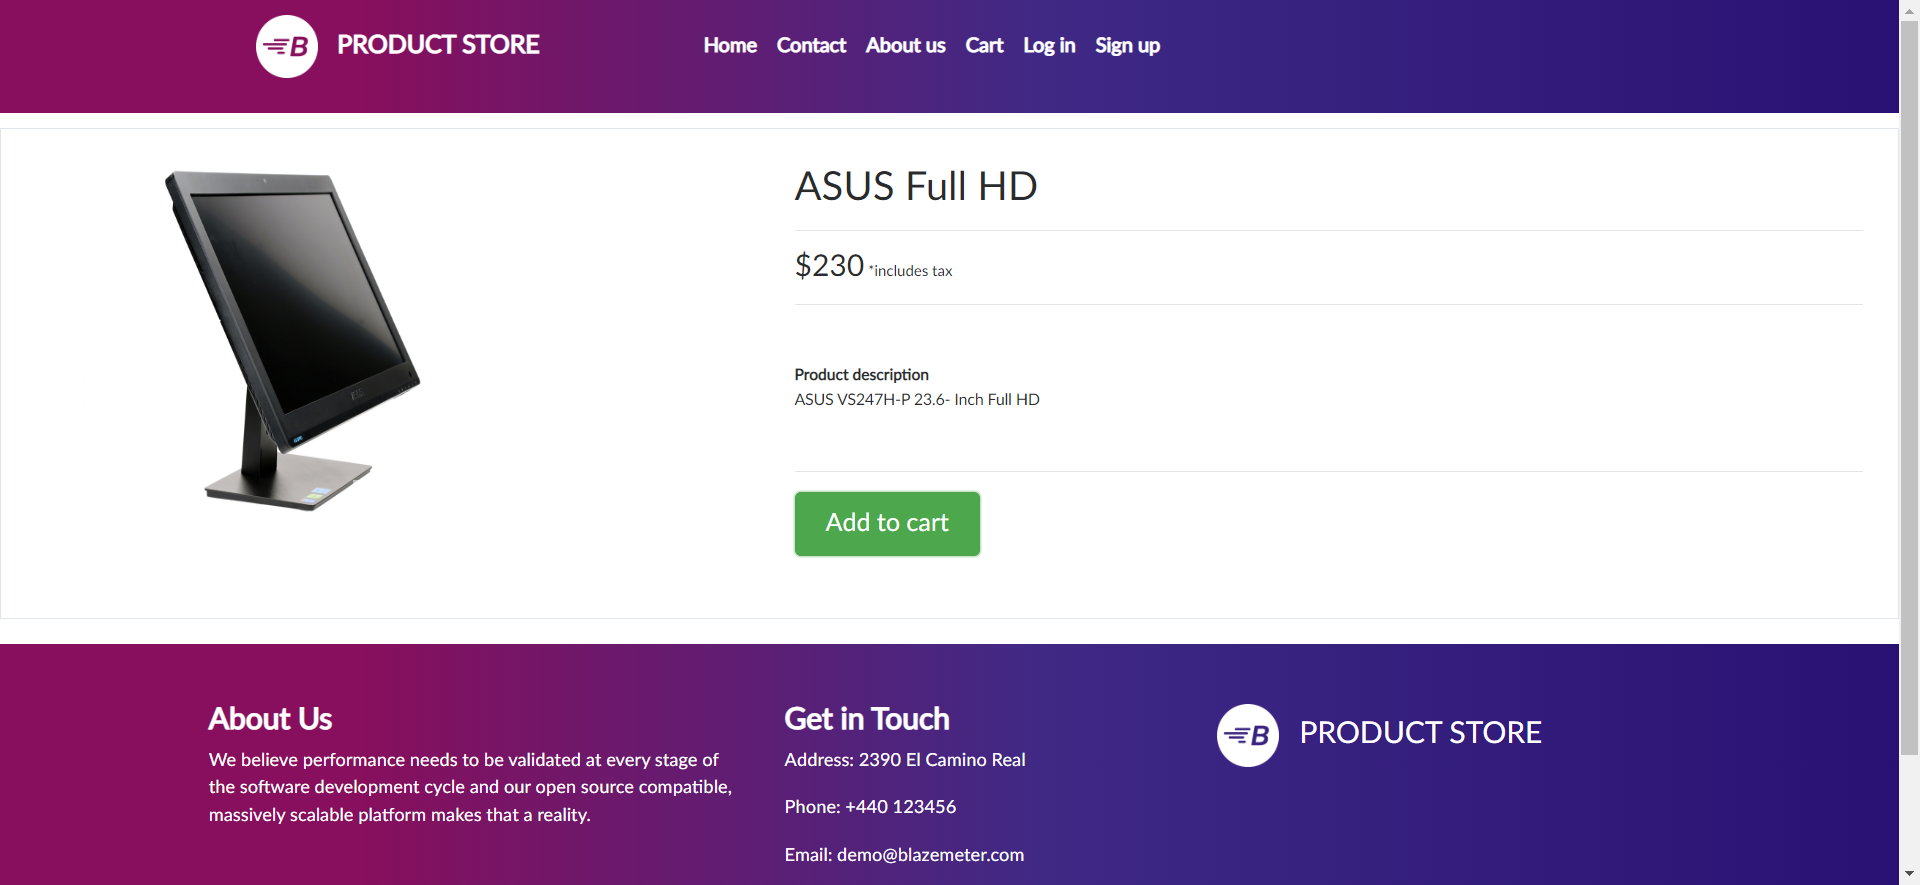 B PRODUCT STORE
Home Contact About us Cart Log in Sign up
ASUS Full HD
$230 *includes tax
Product description
ASUS VS247H-P 23.6- Inch Full HD
Add to cart
About Us
We believe performance needs to be validated at every stage of
the software development cycle and our open source compatible,
massively scalable platform makes that a reality.
Get in Touch
Address: 2390 El Camino Real
Phone: +440 123456
Email: demo@blazemeter.com
B PRODUCT STORE